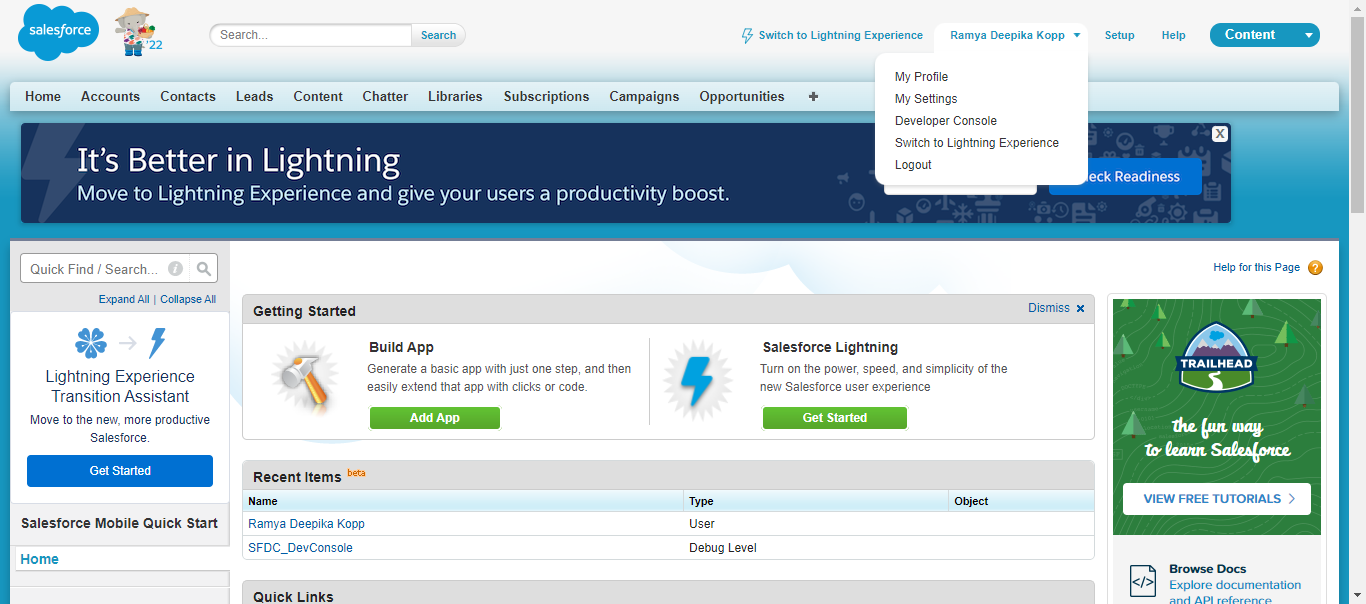 salesforce
'22
Search...
Search
Switch to Lightning Experience
Ramya Deepika Kopp
Setup
Help
Content
My Profile
My Settings
Developer Console
Switch to Lightning Experience
Logout
Home Accounts Contacts Leads Content Chatter Libraries Subscriptions Campaigns Opportunities +
It's Better in Lightning
Move to Lightning Experience and give your users a productivity boost.
X
eck Readiness
Quick Find / Search...
i
Expand All | Collapse All
Lightning Experience
Transition Assistant
Move to the new, more productive
Salesforce.
Get Started
Salesforce Mobile Quick Start
Home
Help for this Page ?
Getting Started
Dismiss x
Build App
Generate a basic app with just one step, and then
easily extend that app with clicks or code.
Add App
Salesforce Lightning
Turn on the power, speed, and simplicity of the
new Salesforce user experience
Get Started
Recent Items beta
Name Type Object
Ramya Deepika Kopp User
SFDC_DevConsole Debug Level
Quick Links
TRAILHEAD
the fun way
to learn Salesforce
VIEW FREE TUTORIALS >
</>
Browse Docs
Explore documentation
and API reference